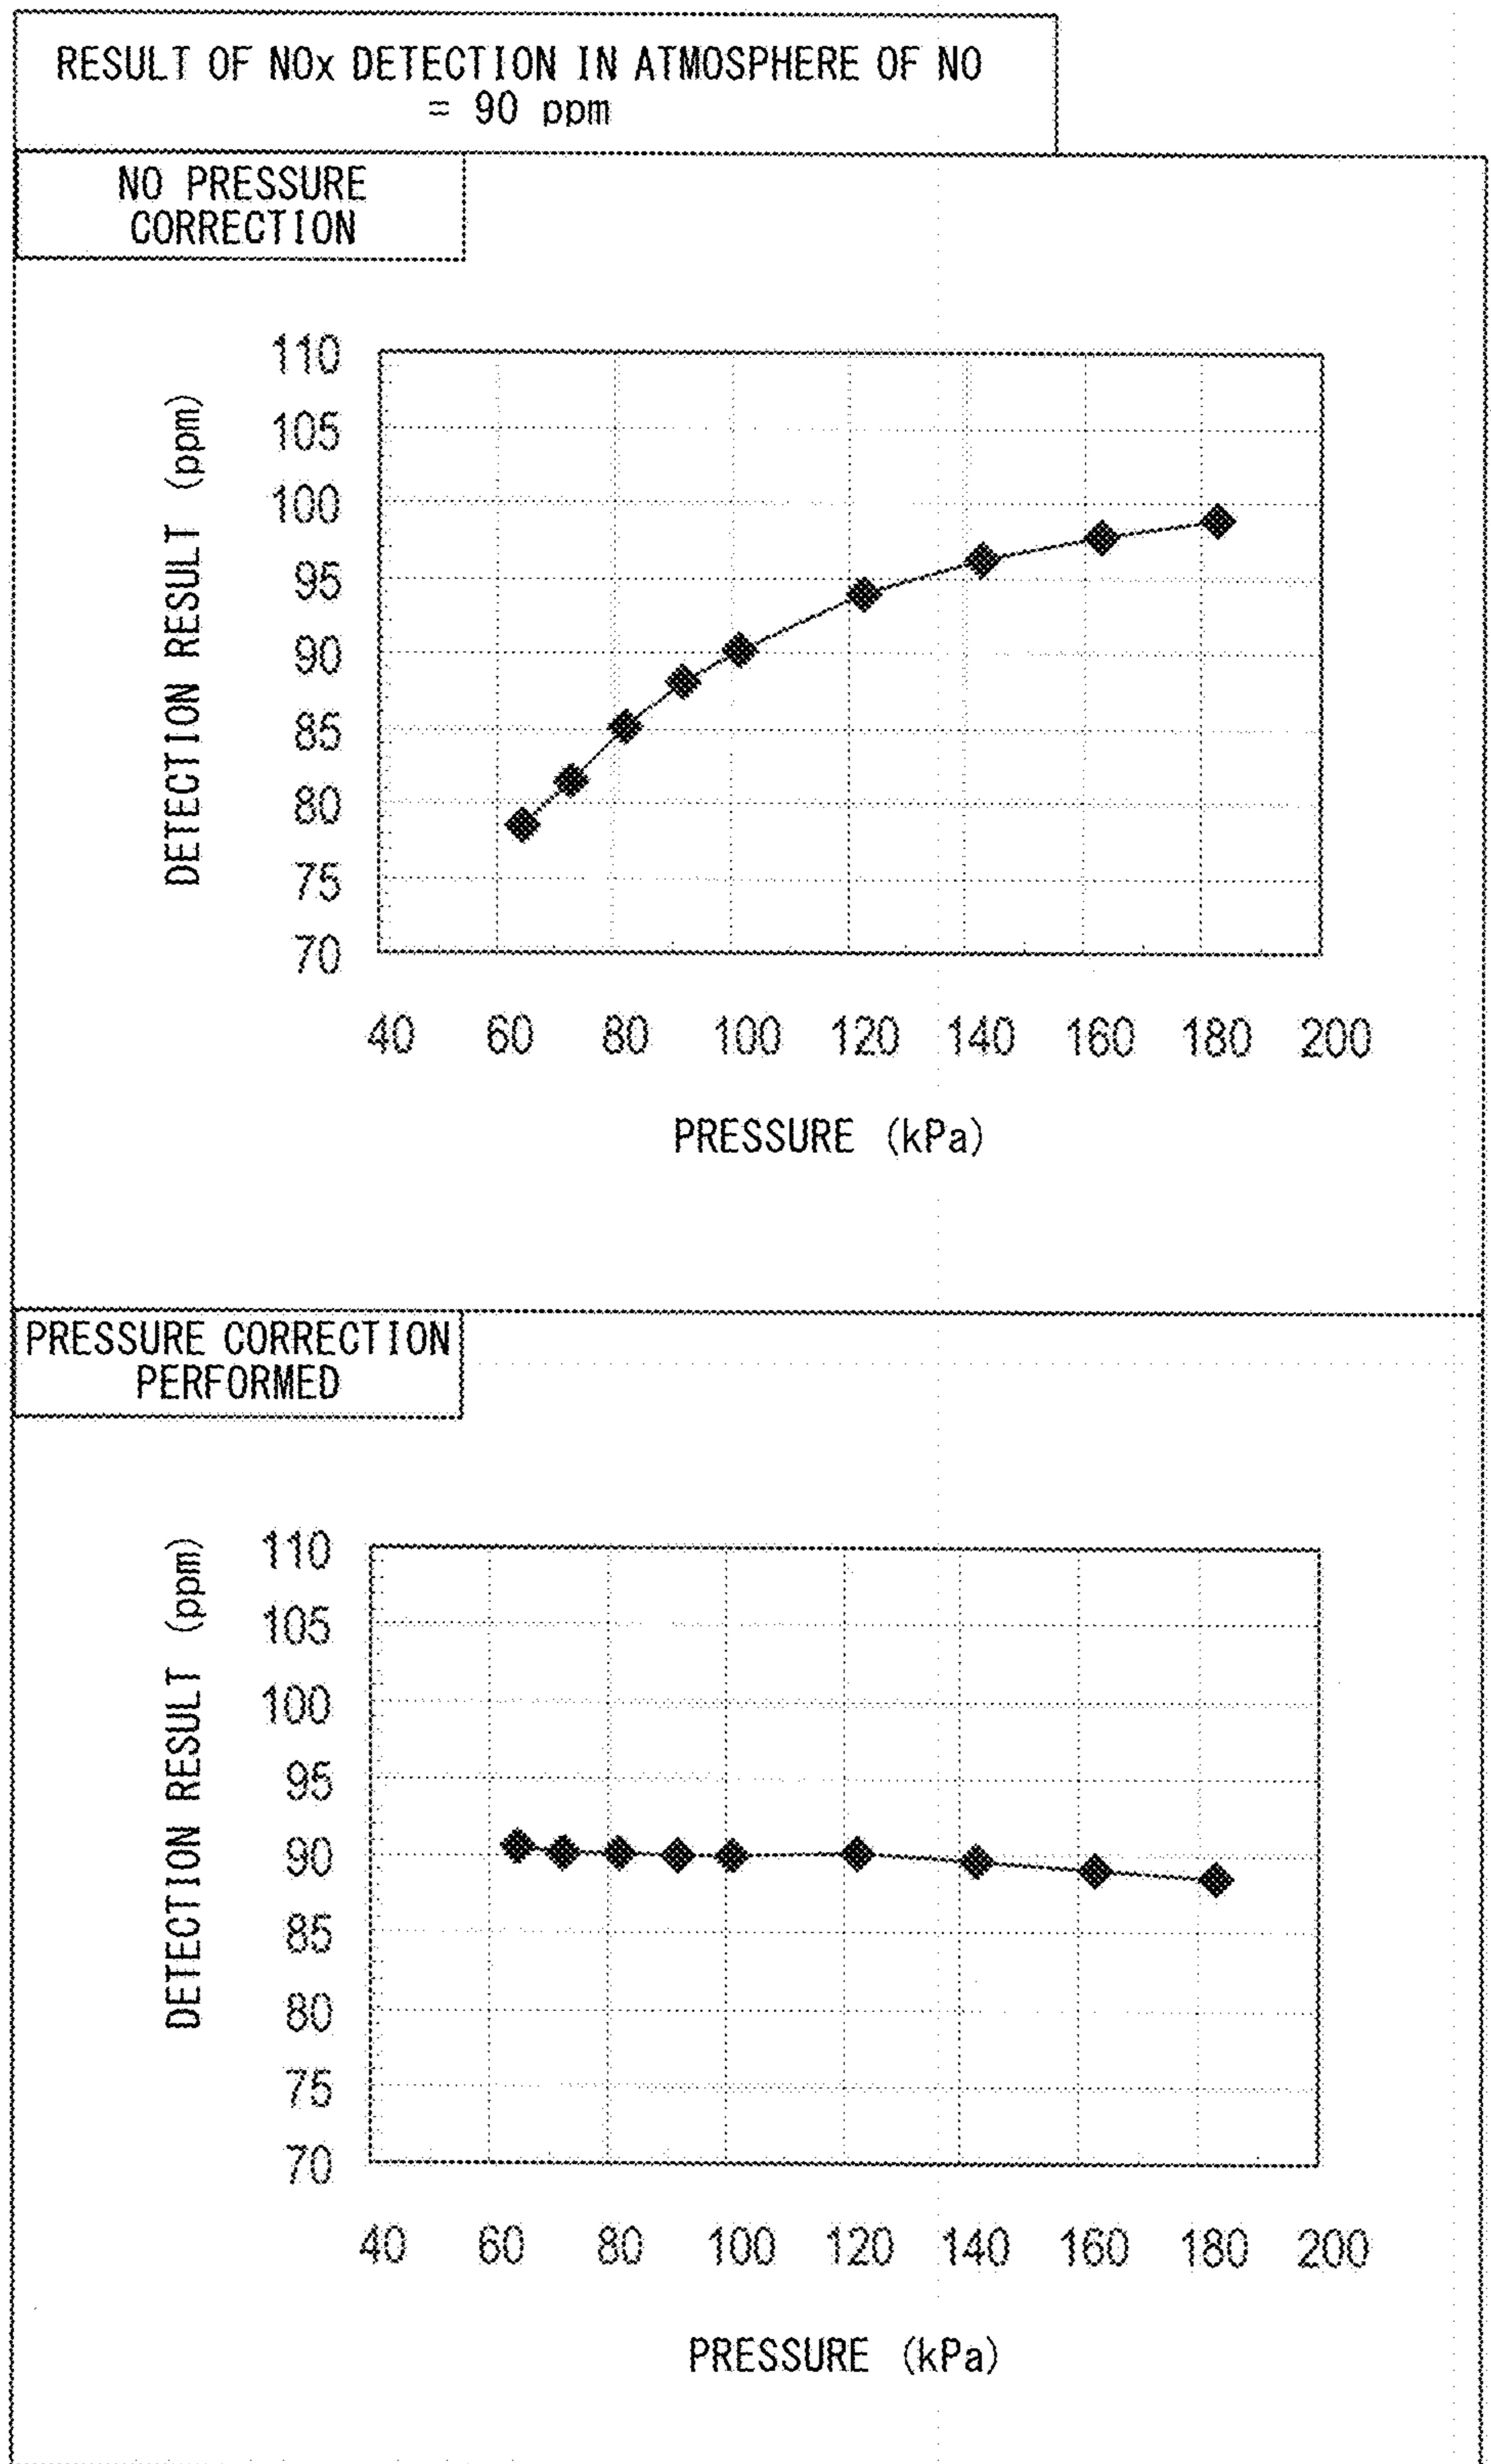 RESULT OF NOx DETECTION IN ATMOSPHERE OF NO
= 90 ppm
NO PRESSURE
CORRECTION
DETECTION RESULT (ppm)
110
105
100
95
90
85
80
75
70
40 60 80 100 120 140 160 180 200
PRESSURE (kPa)
PRESSURE CORRECTION
PERFORMED
DETECTION RESULT (ppm)
110
105
100
95
90
85
80
75
70
40 60 80 100 120 140 160 180 200
PRESSURE (kPa)